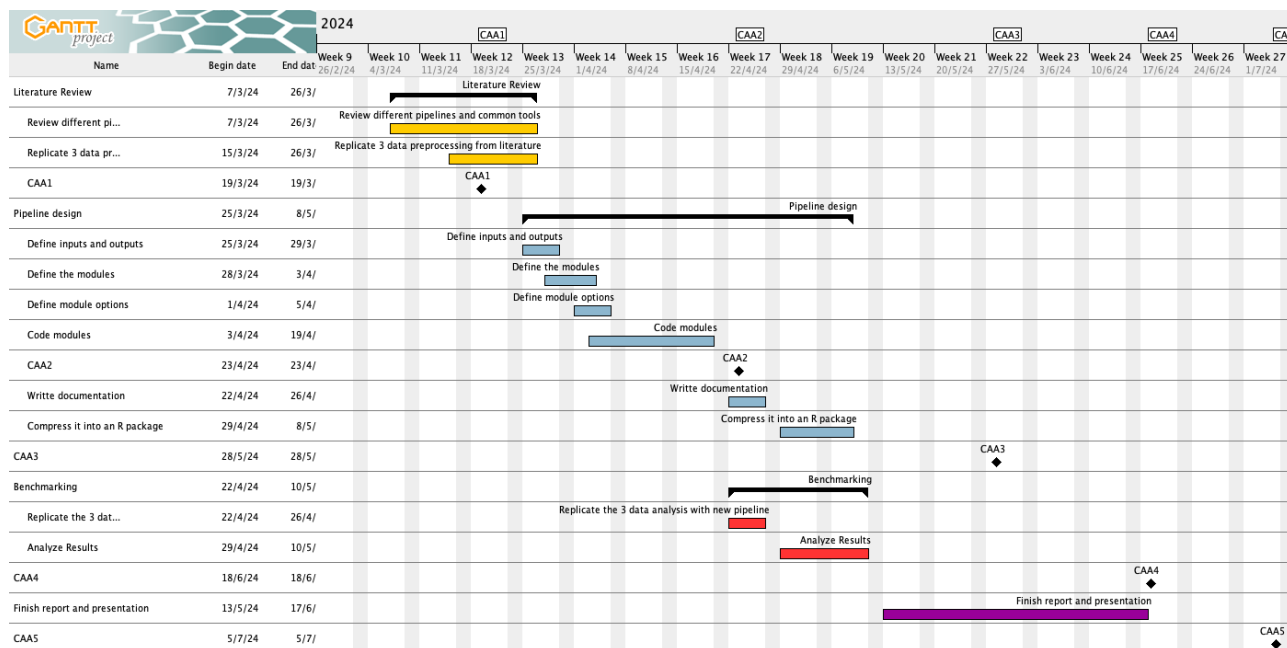 GANTT
project
2024
CAA1 CAA2 CAA3 CAA4 CA
Name Begin date End dat
Week 9 Week 10 Week 11 Week 12 Week 13 Week 14 Week 15 Week 16 Week 17 Week 18 Week 19 Week 20 Week 21 Week 22 Week 23 Week 24 Week 25 Week 26 Week 27
26/2/24 4/3/24 11/3/24 18/3/24 25/3/24 1/4/24 8/4/24 15/4/24 22/4/24 29/4/24 6/5/24 13/5/24 20/5/24 27/5/24 3/6/24 10/6/24 17/6/24 24/6/24 1/7/24
Literature Review 7/3/24 26/3/ Literature Review
Review different pi... 7/3/24 26/3/ Review different pipelines and common tools
Replicate 3 data pr... 15/3/24 26/3/ Replicate 3 data preprocessing from literature
CAA1 19/3/24 19/3/ CAA1
Pipeline design 25/3/24 8/5/ Pipeline design
Define inputs and outputs 25/3/24 29/3/ Define inputs and outputs
Define the modules 28/3/24 3/4/ Define the modules
Define module options 1/4/24 5/4/ Define module options
Code modules 3/4/24 19/4/ Code modules
CAA2 23/4/24 23/4/ CAA2
Writte documentation 22/4/24 26/4/ Writte documentation
Compress it into an R package 29/4/24 8/5/ Compress it into an R package
CAA3 28/5/24 28/5/ CAA3
Benchmarking 22/4/24 10/5/ Benchmarking
Replicate the 3 dat... 22/4/24 26/4/ Replicate the 3 data analysis with new pipeline
Analyze Results 29/4/24 10/5/ Analyze Results
CAA4 18/6/24 18/6/ CAA4
Finish report and presentation 13/5/24 17/6/ Finish report and presentation
CAA5 5/7/24 5/7/ CAA5